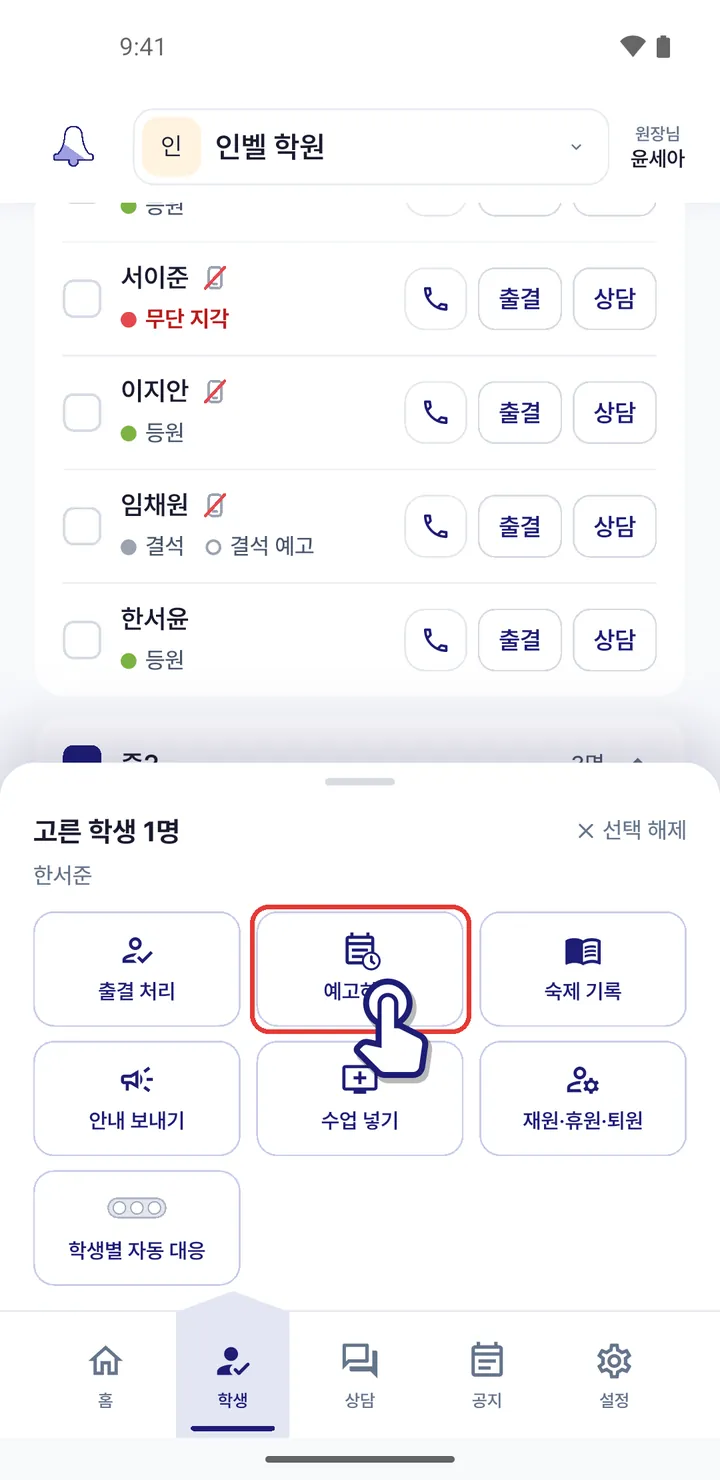 9:41
인 인벨 학원
원장님
윤세아
등원
서이준
무단 지각
출결 상담
이지안
등원
출결 상담
임채원
결석 결석 예고
출결 상담
한서윤
등원
출결 상담
고른 학생 1명
선택 해제
한서준
출결 처리
숙제 기록
안내 보내기
수업 넣기
재원·휴원·퇴원
학생별 자동 대응
홈
학생
상담
공지
설정